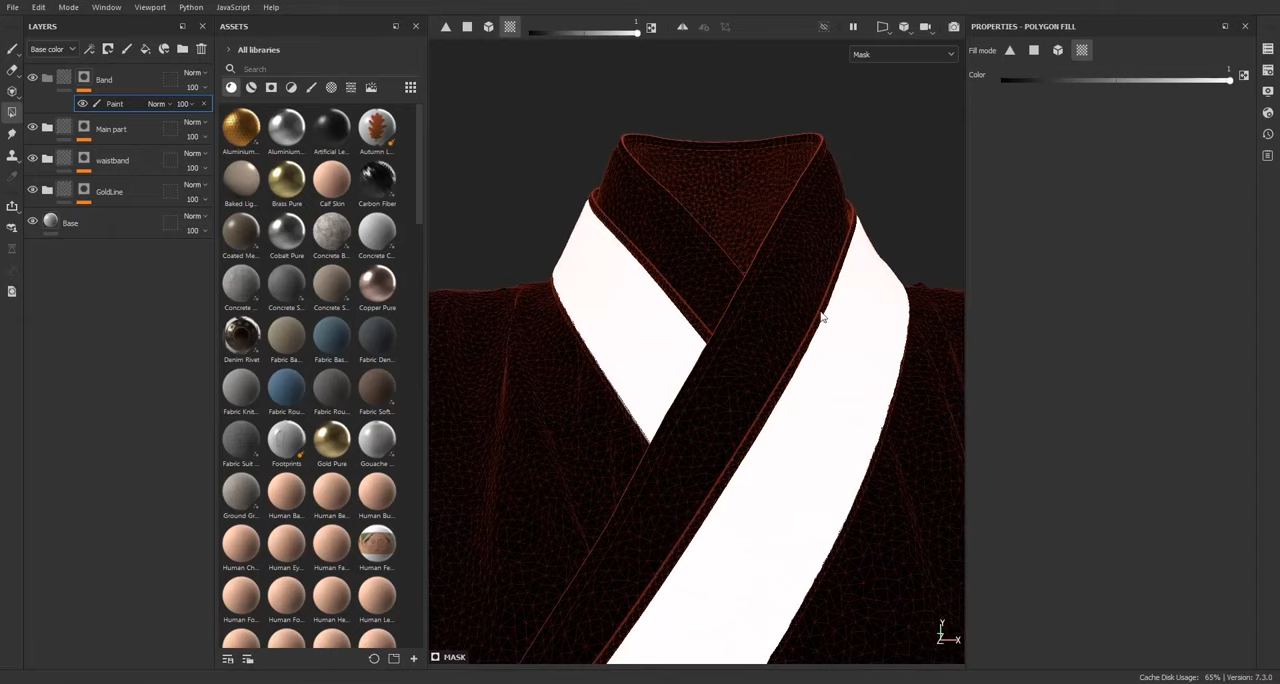 File Edit Mode Window Viewport Python JavaScript Help
LAYERS
Base color
Band Norm
100
Paint Norm 100
Main part Norm
100
waistband Norm
100
GoldLine Norm
100
Base Norm
100
ASSETS
All libraries
Search
Aluminium... Aluminium... Artificial Le... Autumn L...
Baked Lig... Brass Pure Calf Skin Carbon Fiber
Coated Me... Cobalt Pure Concrete B... Concrete C...
Concrete ... Concrete S... Concrete S... Copper Pure
Denim Rivet Fabric Ba... Fabric Bas... Fabric Den...
Fabric Knit... Fabric Rou... Fabric Rou... Fabric Soft...
Fabric Suit ... Footprints Gold Pure Gouache ...
Ground Gr... Human Ba... Human Be... Human Bu...
Human Ch... Human Ey... Human Fa... Human Fe...
Human Fo... Human Fo... Human He... Human Le...
1
Mask
MASK
Y
Z X
PROPERTIES - POLYGON FILL
Fill mode
Color 1
Cache Disk Usage: 65% | Version: 7.3.0